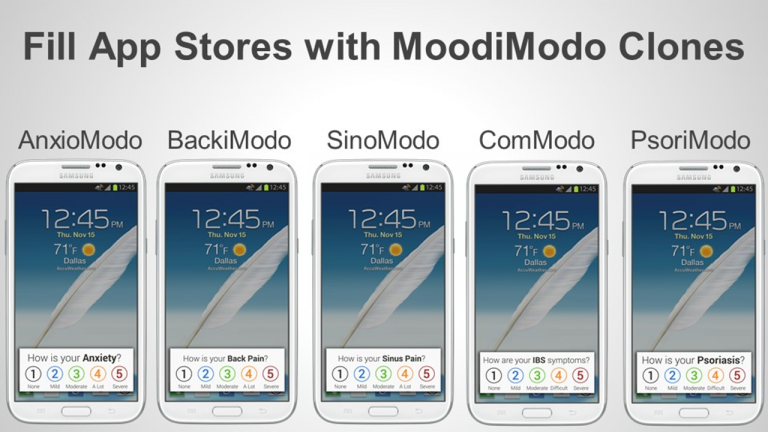 Fill App Stores with MoodiModo Clones
AnxioModo BackiModo SinoModo ComModo PsoriModo
SAMSUNG SAMSUNG SAMSUNG SAMSUNG SAMSUNG
12:45 12:45 12:45 12:45 12:45
12:45 PM 12:45 PM 12:45 PM 12:45 PM 12:45 PM
Thu. Nov 15 Thu. Nov 15 Thu. Nov 15 Thu. Nov 15 Thu. Nov 15
71°F 71°F 71°F 71°F 71°F
Dallas Dallas Dallas Dallas Dallas
AccuWeather.com AccuWeather.com
How is your Anxiety? How is your Back Pain? How is your Sinus Pain? How are your IBS symptoms? How is your Psoriasis?
1 2 3 4 5 1 2 3 4 5 1 2 3 4 5 1 2 3 4 5 1 2 3 4 5
None Mild Moderate A Lot Severe None Mild Moderate A Lot Severe None Mild Moderate A Lot Severe None Mild Moderate Difficult Severe None Mild Moderate Difficult Severe